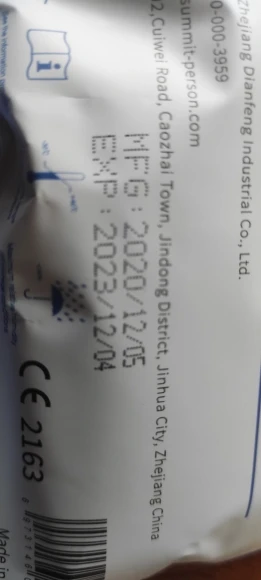 Zhejiang Dianfeng Industrial Co., Ltd.
0-000-3959
summit-person.com
2,Cuiwei Road, Caozhai Town, Jindong District, Jinhua City, Zhejiang China
MFG:2020/12/05
EXP:2023/12/04
CE 2163
Made in